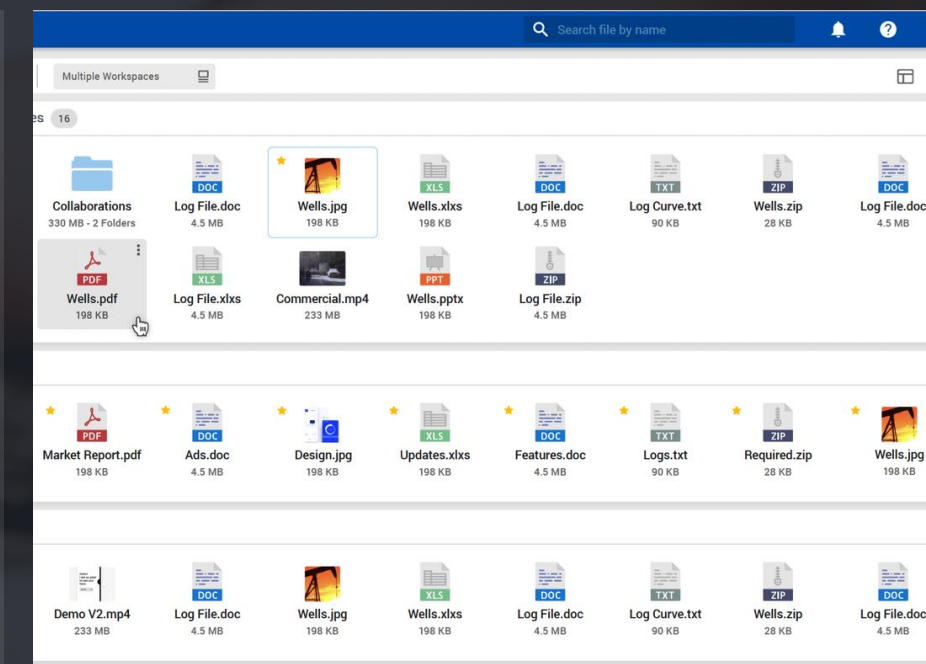 Search file by name
Multiple Workspaces
es 16
DOC XLS DOC TXT ZIP DOC
Collaborations Log File.doc Wells.jpg Wells.xlxs Log File.doc Log Curve.txt Wells.zip Log File.doc
330 MB - 2 Folders 4.5 MB 198 KB 198 KB 4.5 MB 90 KB 28 KB 4.5 MB
PDF XLS PPT ZIP
Wells.pdf Log File.xlxs Commercial.mp4 Wells.pptx Log File.zip
198 KB 4.5 MB 233 MB 198 KB 4.5 MB
PDF DOC XLS DOC TXT ZIP
Market Report.pdf Ads.doc Design.jpg Updates.xlxs Features.doc Logs.txt Required.zip Wells.jpg
198 KB 4.5 MB 198 KB 198 KB 4.5 MB 90 KB 28 KB 198 KB
DOC XLS DOC TXT ZIP DOC
Demo V2.mp4 Log File.doc Wells.jpg Wells.xlxs Log File.doc Log Curve.txt Wells.zip Log File.doc
233 MB 4.5 MB 198 KB 198 KB 4.5 MB 90 KB 28 KB 4.5 MB